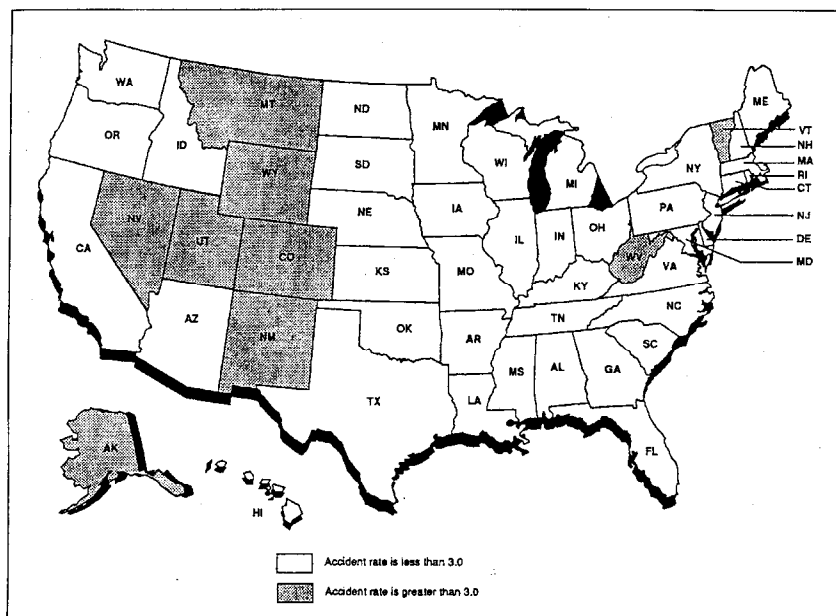 WA
MT
ND
MN
ME
VT
NH
MA
RI
CT
NJ
DE
MD
OR
ID
WY
SD
WI
MI
NY
NV
UT
CO
NE
IA
IL
IN
OH
PA
CA
KS
MO
WV
VA
KY
AZ
NM
OK
AR
TN
NC
SC
TX
LA
MS
AL
GA
FL
AK
HI
Accident rate is less than 3.0
Accident rate is greater than 3.0